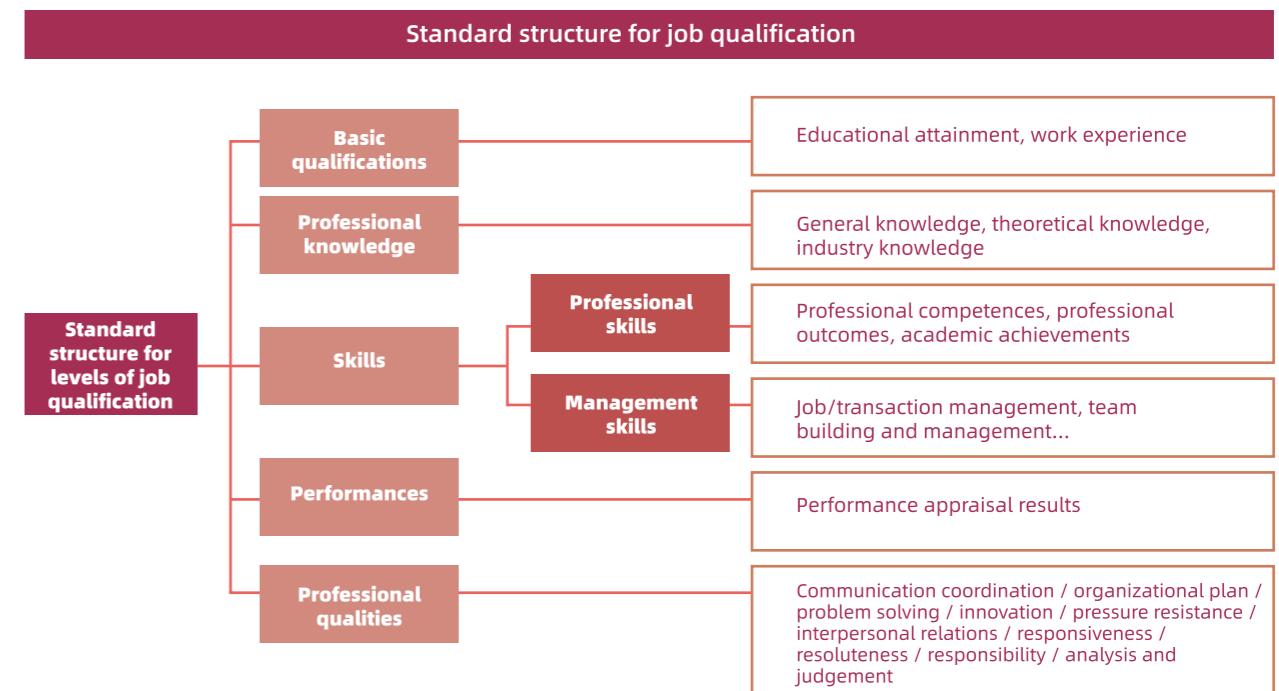 Standard structure for job qualification
Standard
structure for
levels of job
qualification
Basic
qualifications
Educational attainment, work experience
Professional
knowledge
General knowledge, theoretical knowledge,
industry knowledge
Skills
Professional
skills
Professional competences, professional
outcomes, academic achievements
Management
skills
Job/transaction management, team
building and management...
Performances
Performance appraisal results
Professional
qualities
Communication coordination / organizational plan /
problem solving / innovation / pressure resistance /
interpersonal relations / responsiveness /
resoluteness / responsibility / analysis and
judgement